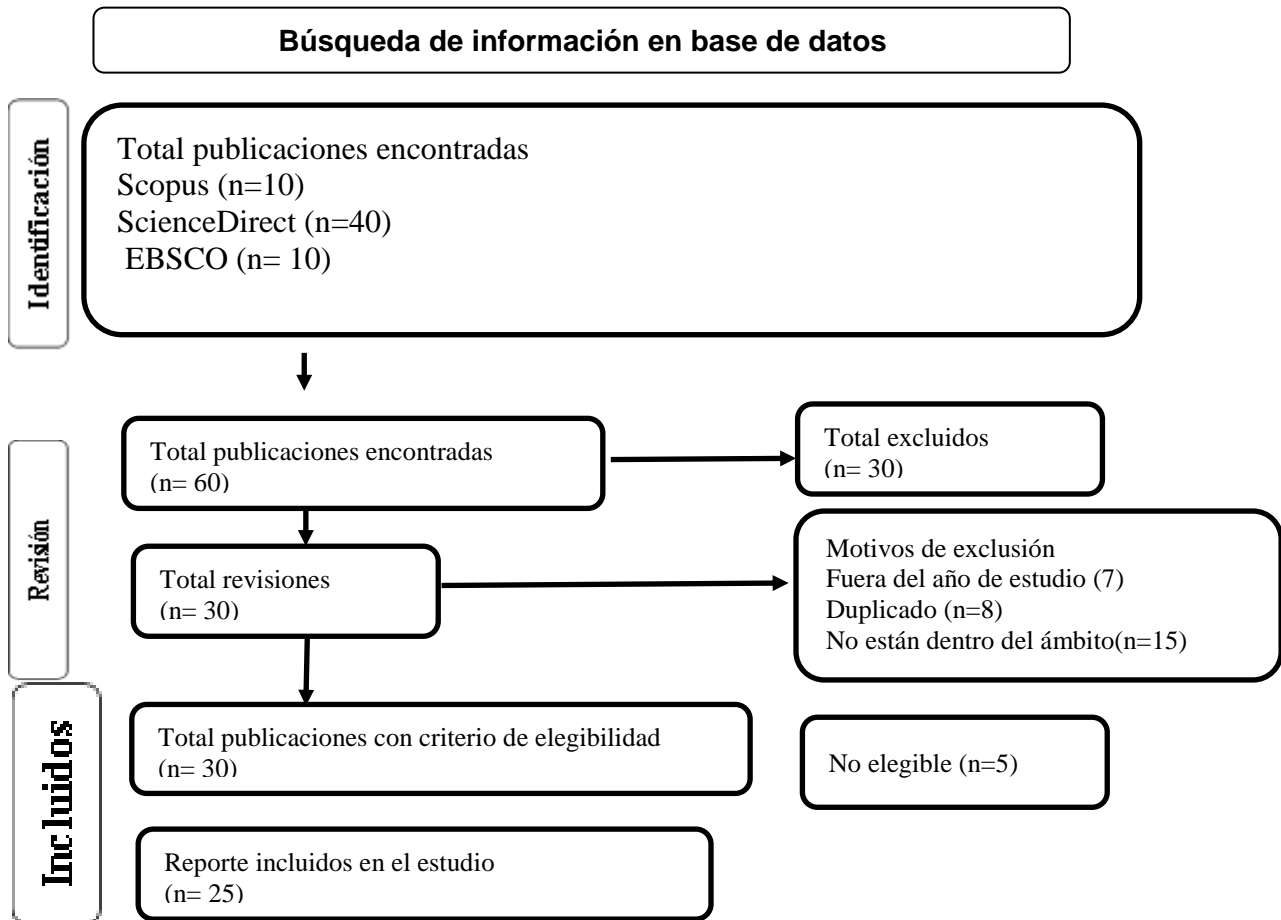 Búsqueda de información en base de datos
Identificación
Total publicaciones encontradas
Scopus (n=10)
ScienceDirect (n=40)
EBSCO (n= 10)
Revisión
Total publicaciones encontradas
(n= 60)
Total excluidos
(n= 30)
Total revisiones
(n= 30)
Motivos de exclusión
Fuera del año de estudio (7)
Duplicado (n=8)
No están dentro del ámbito(n=15)
Incluidos
Total publicaciones con criterio de elegibilidad
(n= 30)
No elegible (n=5)
Reporte incluidos en el estudio
(n= 25)